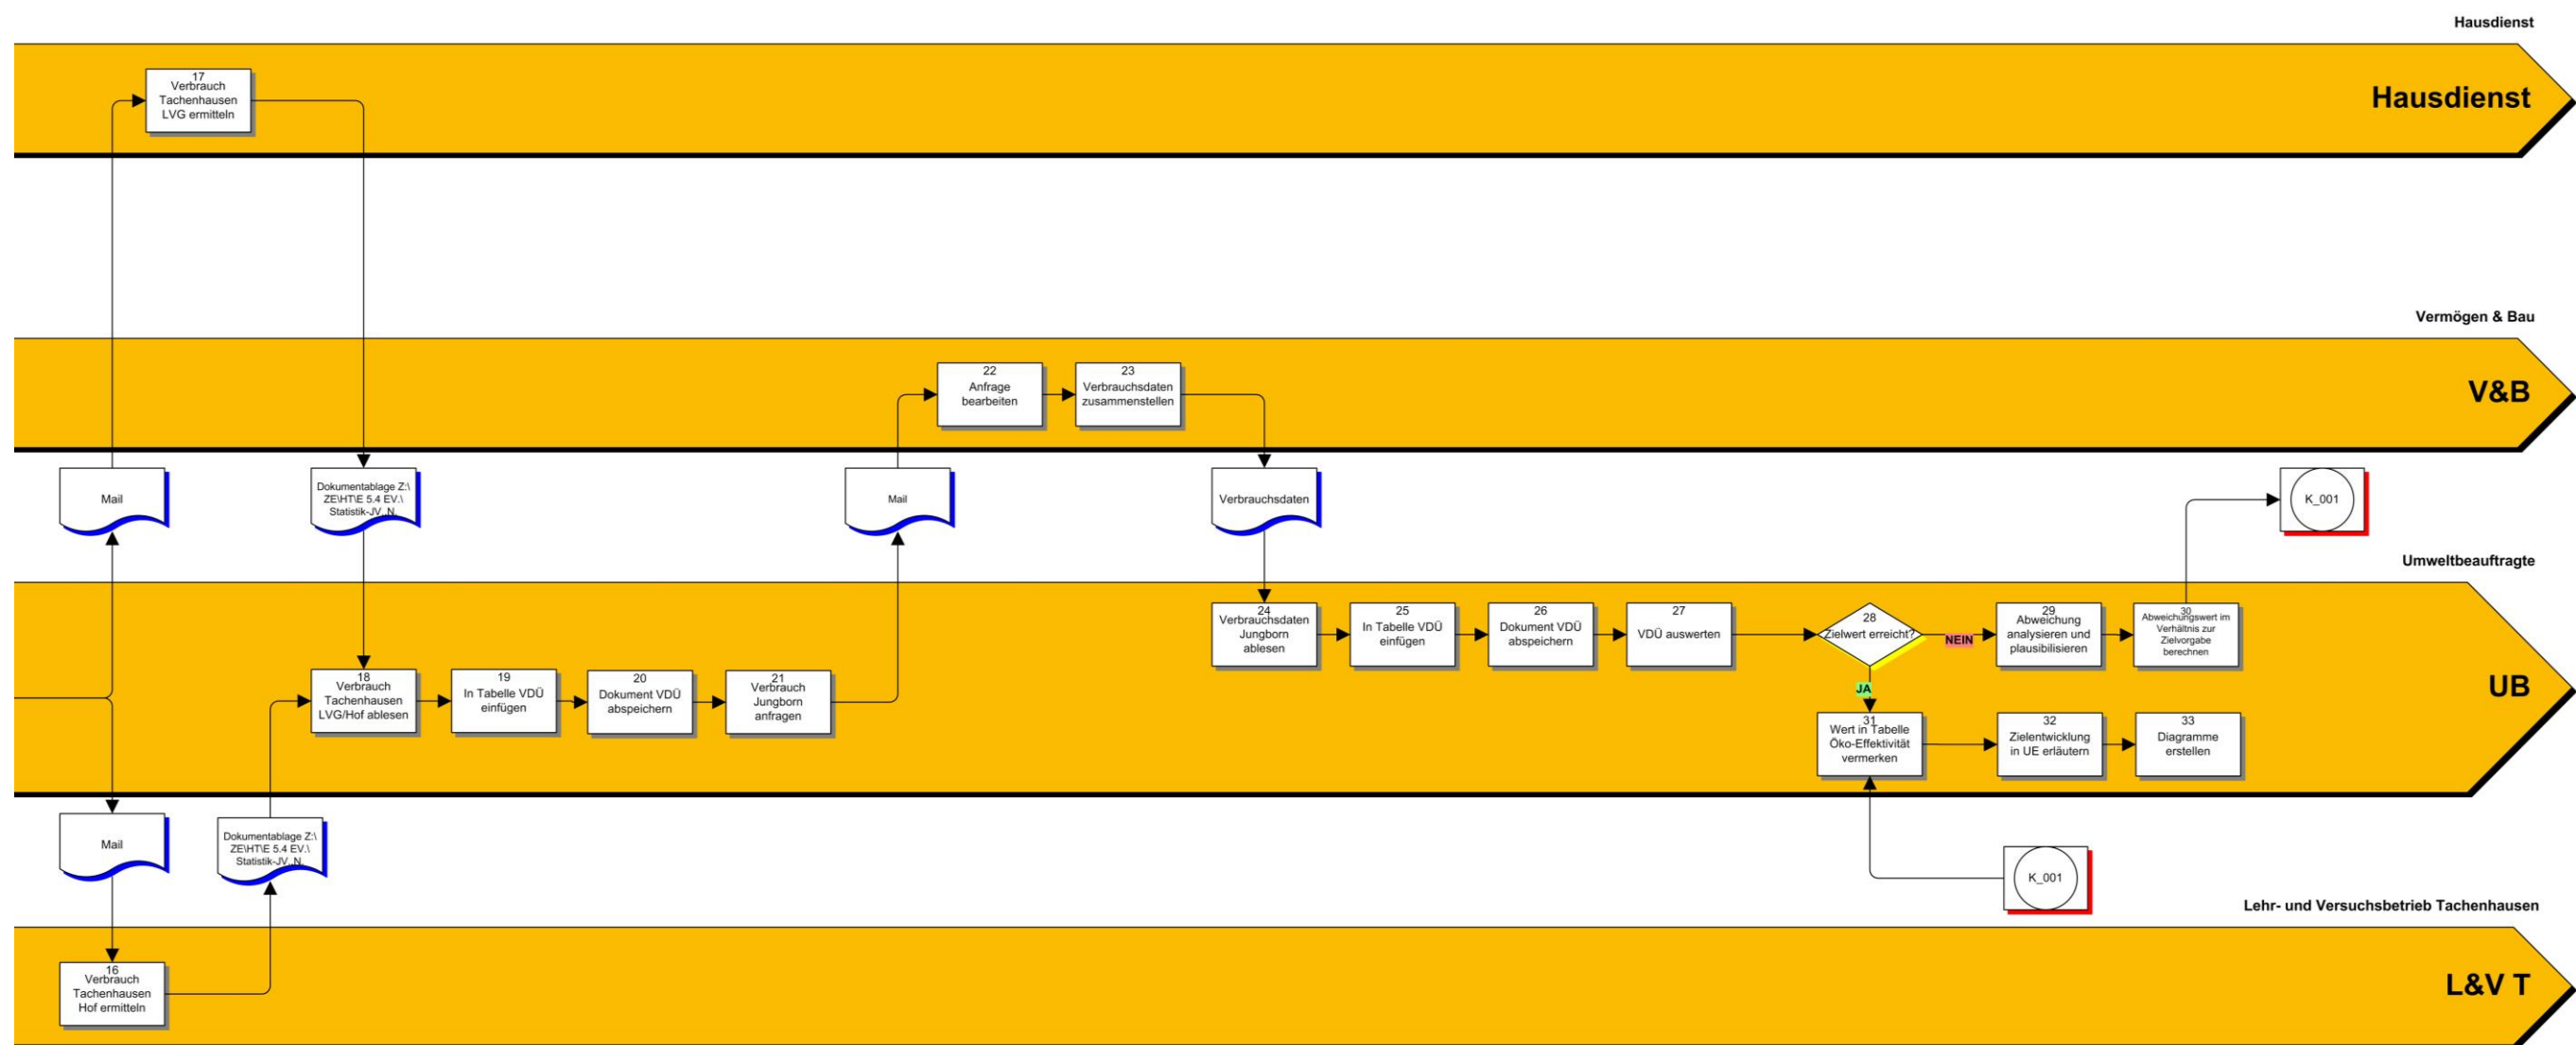 Hausdienst
17
Verbrauch
Tachenhausen
LVG ermitteln
Hausdienst
Vermögen & Bau
22
Anfrage
bearbeiten
23
Verbrauchsdaten
zusammenstellen
V&B
Mail
Dokumentablage Z:\
ZE\HT\E 5.4 EV.\
Statistik-JV,.N.
Mail
Verbrauchsdaten
K_001
Umweltbeauftragte
24
Verbrauchsdaten
Jungborn
ablesen
25
In Tabelle VDÜ
einfügen
26
Dokument VDÜ
abspeichern
27
VDÜ auswerten
28
Zielwert erreicht?
NEIN
29
Abweichung
analysieren und
plausibilisieren
30
Abweichungswert im
Verhältnis zur
Zielvorgabe
berechnen
18
Verbrauch
Tachenhausen
LVG/Hof ablesen
19
In Tabelle VDÜ
einfügen
20
Dokument VDÜ
abspeichern
21
Verbrauch
Jungborn
anfragen
JA
UB
31
Wert in Tabelle
Öko-Effektivität
vermerken
32
Zielentwicklung
in UE erläutern
33
Diagramme
erstellen
Mail
Dokumentablage Z:\
ZE\HT\E 5.4 EV.\
Statistik-JV,.N.
K_001
Lehr- und Versuchsbetrieb Tachenhausen
16
Verbrauch
Tachenhausen
Hof ermitteln
L&V T